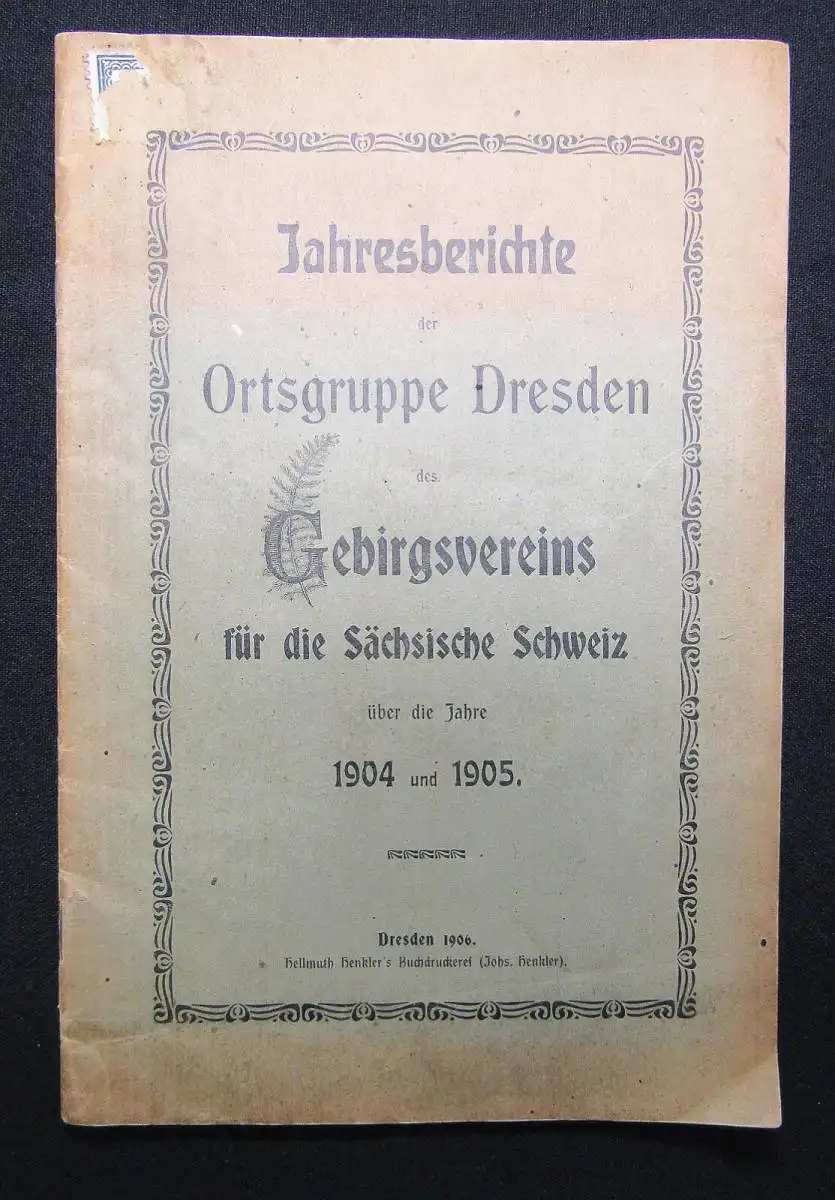 Jahresberichte
der
Ortsgruppe Dresden
des
Gebirgsvereins
für die Sächsische Schweiz
über die Jahre
1904 und 1905.
Dresden 1906.
Hellmuth Henkler's Buchdruckerei (Johs. Henkler).